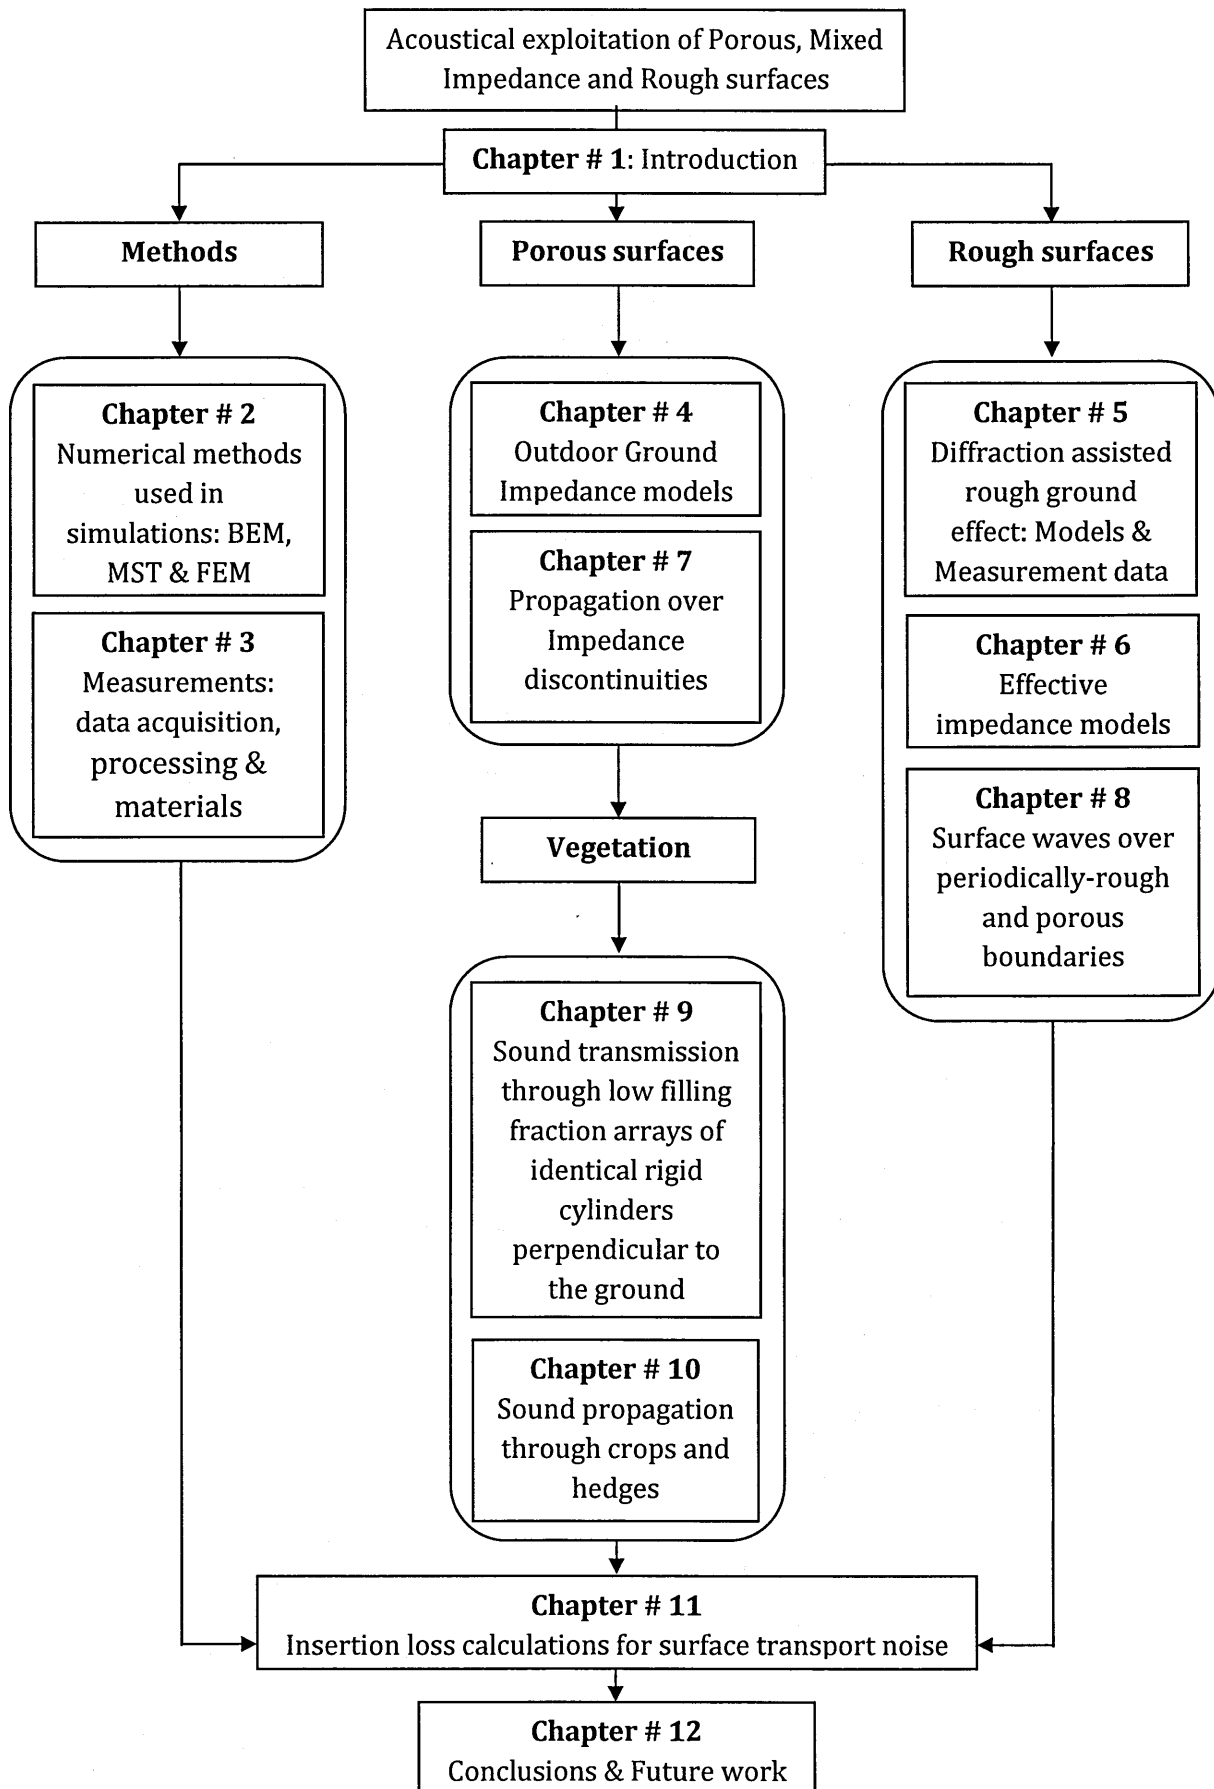 Acoustical exploitation of Porous, Mixed
Impedance and Rough surfaces
Chapter # 1: Introduction
Methods
Porous surfaces
Rough surfaces
Chapter # 2
Numerical methods
used in
simulations: BEM,
MST & FEM
Chapter # 3
Measurements:
data acquisition,
processing &
materials
Chapter # 4
Outdoor Ground
Impedance models
Chapter # 7
Propagation over
Impedance
discontinuities
Chapter # 5
Diffraction assisted
rough ground
effect: Models &
Measurement data
Chapter # 6
Effective
impedance models
Chapter # 8
Surface waves over
periodically-rough
and porous
boundaries
Vegetation
Chapter # 9
Sound transmission
through low filling
fraction arrays of
identical rigid
cylinders
perpendicular to
the ground
Chapter # 10
Sound propagation
through crops and
hedges
Chapter # 11
Insertion loss calculations for surface transport noise
Chapter # 12
Conclusions & Future work